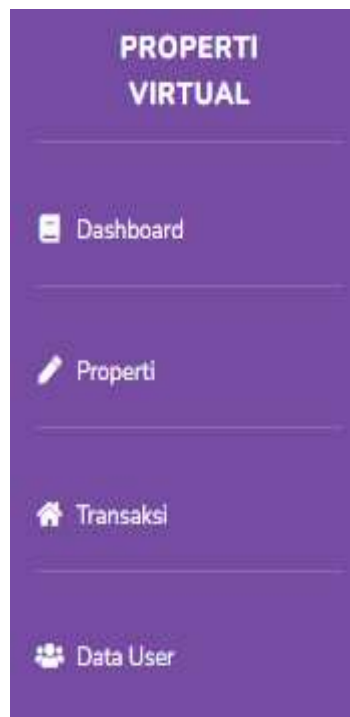 PROPERTI
VIRTUAL
Dashboard
Properti
Transaksi
Data User